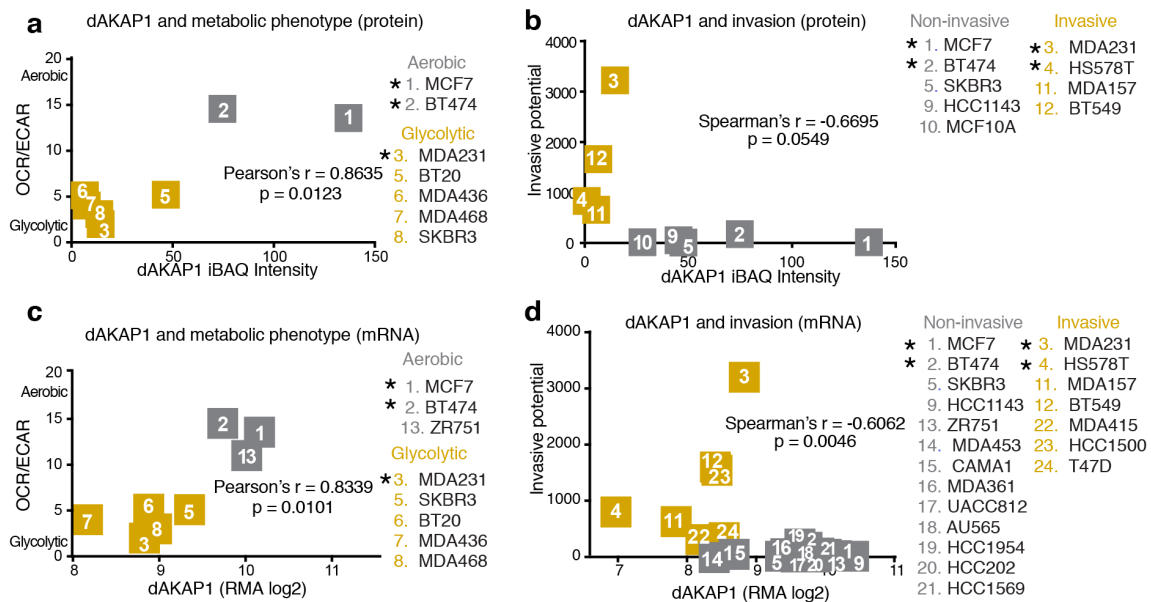 a
dAKAP1 and metabolic phenotype (protein)
20
Aerobic
15
10
5
Glycolytic
0
OCR/ECAR
2
1
6
7
8
3
5
Pearson's r = 0.8635
p = 0.0123
0
50
100
150
dAKAP1 iBAQ Intensity
Aerobic
* 1. MCF7
* 2. BT474
Glycolytic
* 3. MDA231
5. BT20
6. MDA436
7. MDA468
8. SKBR3
b
dAKAP1 and invasion (protein)
4000
3000
2000
1000
0
Invasive potential
3
12
4
11
10
9
5
2
1
Spearman's r = -0.6695
p = 0.0549
0
50
100
150
dAKAP1 iBAQ Intensity
Non-invasive
* 1. MCF7
* 2. BT474
5. SKBR3
9. HCC1143
10. MCF10A
Invasive
* 3. MDA231
* 4. HS578T
11. MDA157
12. BT549
c
dAKAP1 and metabolic phenotype (mRNA)
20
Aerobic
15
10
5
Glycolytic
0
OCR/ECAR
2
1
13
7
6
8
3
5
Pearson's r = 0.8339
p = 0.0101
8
9
10
11
dAKAP1 (RMA log2)
Aerobic
* 1. MCF7
* 2. BT474
13. ZR751
Glycolytic
* 3. MDA231
5. SKBR3
6. BT20
7. MDA436
8. MDA468
d
dAKAP1 and invasion (mRNA)
4000
3000
2000
1000
0
Invasive potential
3
12
23
4
11
22
24
14
15
19
2
16
18
21
1
5
17
20
13
9
Spearman's r = -0.6062
p = 0.0046
7
8
9
10
11
dAKAP1 (RMA log2)
Non-invasive
* 1. MCF7
* 2. BT474
5. SKBR3
9. HCC1143
13. ZR751
14. MDA453
15. CAMA1
16. MDA361
17. UACC812
18. AU565
19. HCC1954
20. HCC202
21. HCC1569
Invasive
* 3. MDA231
* 4. HS578T
11. MDA157
12. BT549
22. MDA415
23. HCC1500
24. T47D